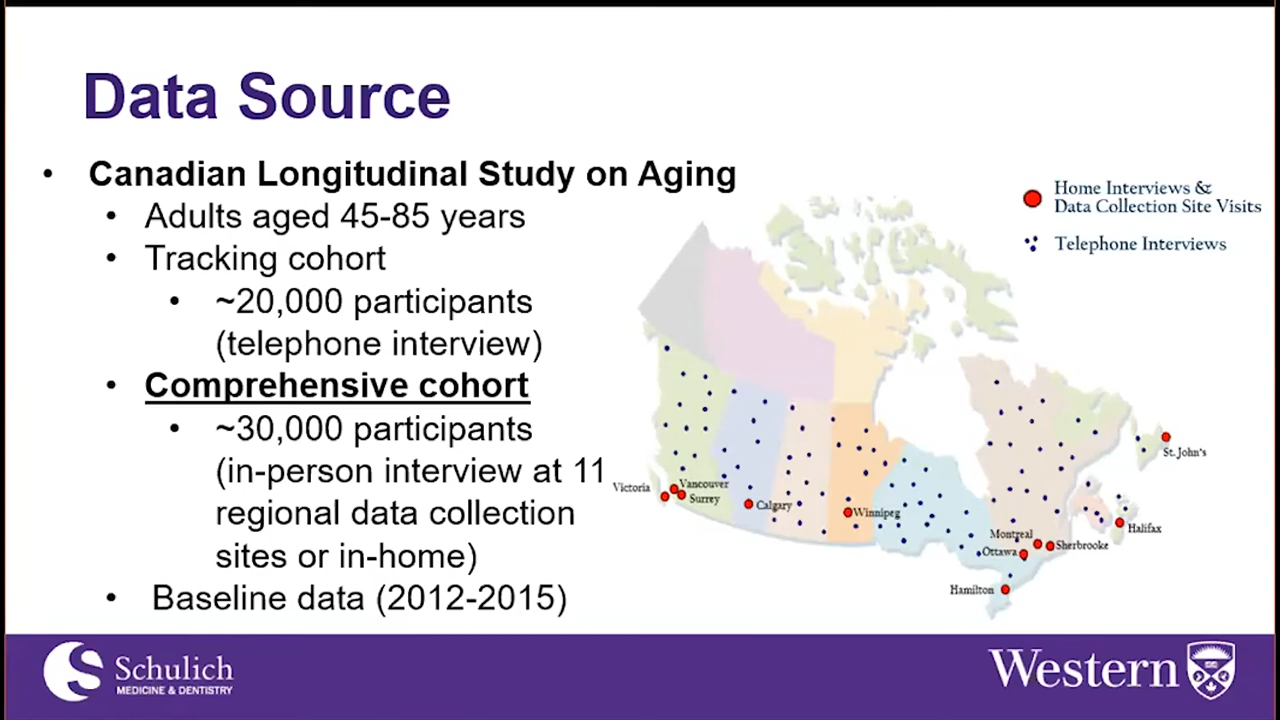 Data Source
• Canadian Longitudinal Study on Aging
• Adults aged 45-85 years
• Tracking cohort
• ~20,000 participants
(telephone interview)
• Comprehensive cohort
• ~30,000 participants
(in-person interview at 11
regional data collection
sites or in-home)
• Baseline data (2012-2015)
Home Interviews &
Data Collection Site Visits
Telephone Interviews
St. John's
Victoria
Vancouver
Surrey
Calgary
Winnipeg
Halifax
Montreal
Sherbrooke
Ottawa
Hamilton
Schulich
MEDICINE & DENTISTRY
Western